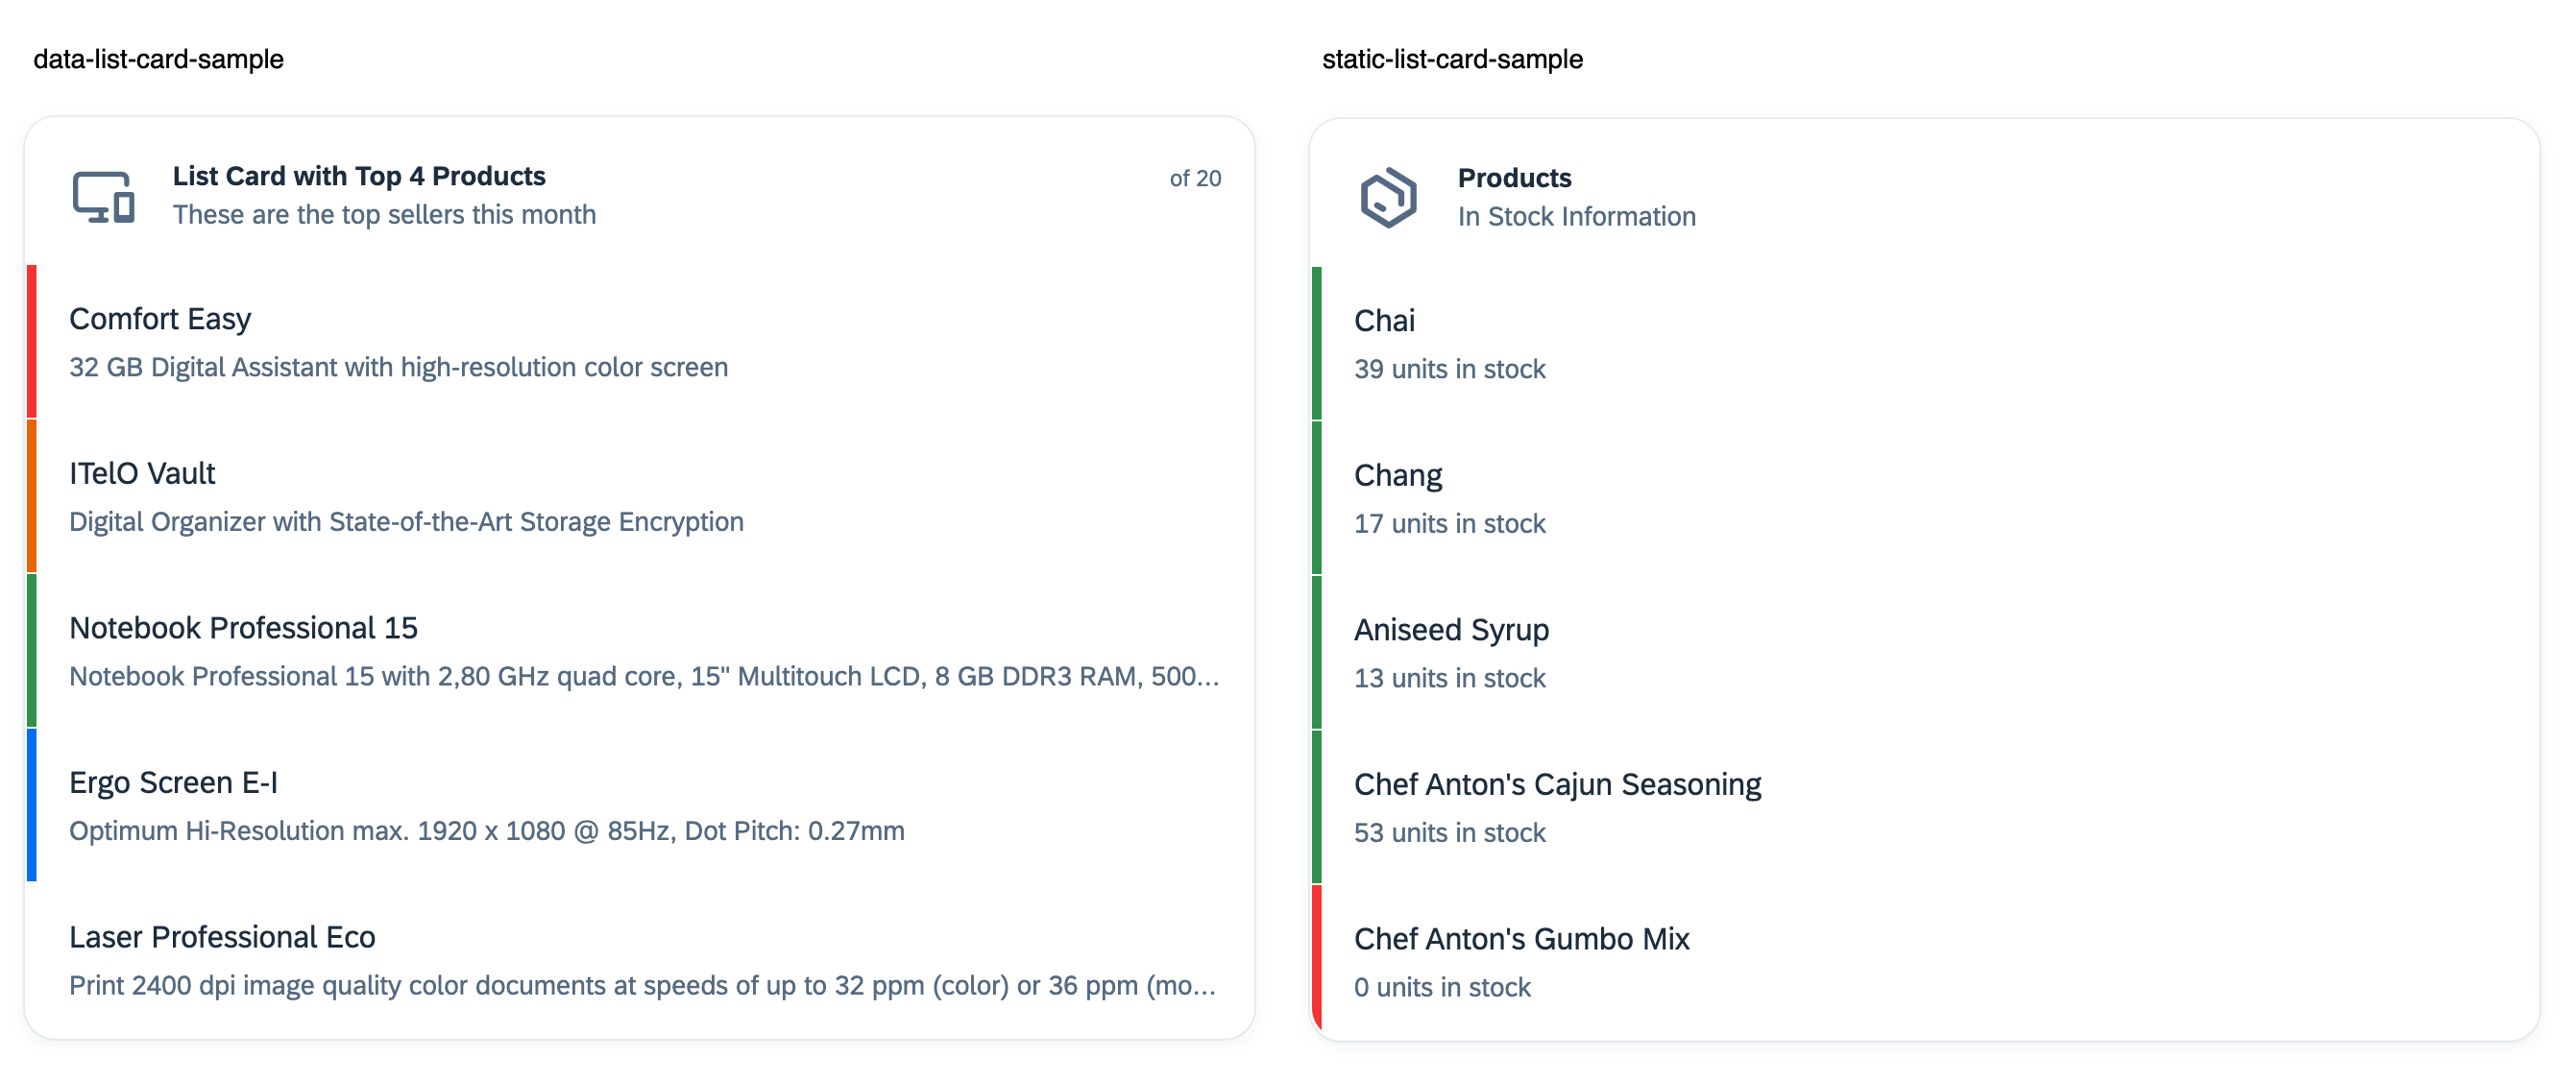 data-list-card-sample
List Card with Top 4 Products
of 20
These are the top sellers this month
Comfort Easy
32 GB Digital Assistant with high-resolution color screen
ITelO Vault
Digital Organizer with State-of-the-Art Storage Encryption
Notebook Professional 15
Notebook Professional 15 with 2,80 GHz quad core, 15" Multitouch LCD, 8 GB DDR3 RAM, 500...
Ergo Screen E-I
Optimum Hi-Resolution max. 1920 x 1080 @ 85Hz, Dot Pitch: 0.27mm
Laser Professional Eco
Print 2400 dpi image quality color documents at speeds of up to 32 ppm (color) or 36 ppm (mo...
static-list-card-sample
Products
In Stock Information
Chai
39 units in stock
Chang
17 units in stock
Aniseed Syrup
13 units in stock
Chef Anton's Cajun Seasoning
53 units in stock
Chef Anton's Gumbo Mix
0 units in stock